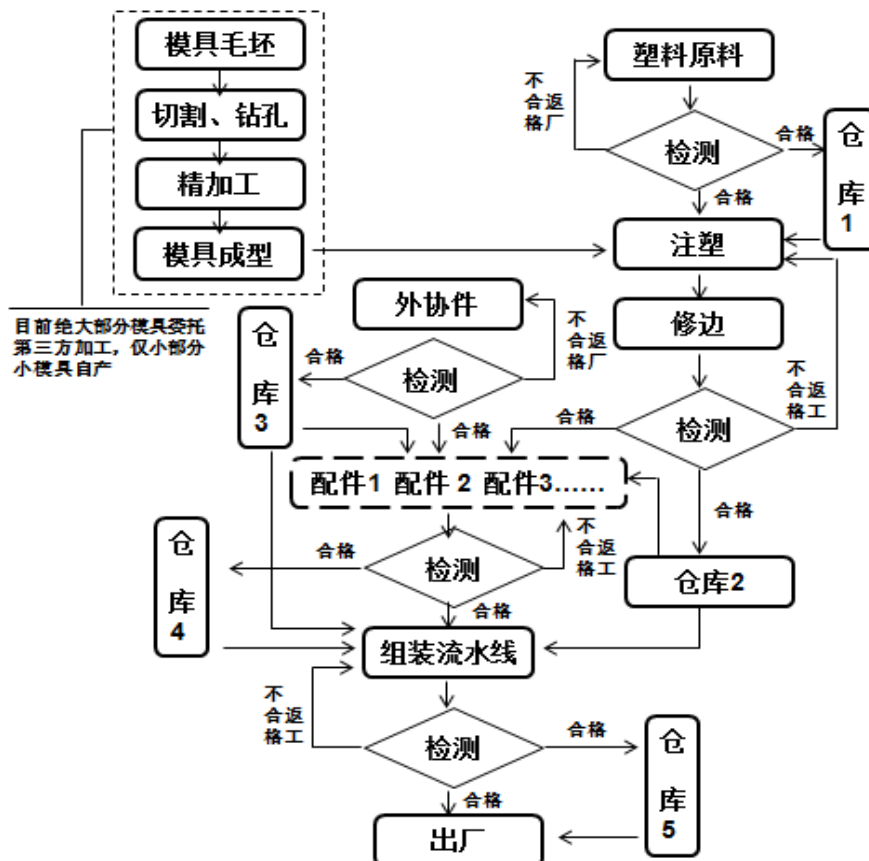 模具毛坯
切割、钻孔
精加工
模具成型
目前绝大部分模具委托
第三方加工，仅小部分
小模具自产
塑料原料
不
合返
格厂
检测
合格
仓
库
1
合格
注塑
修边
不
合返
格工
检测
合格
合格
外协件
不
合返
格厂
检测
合格
仓
库
3
合格
配件1 配件 2 配件3......
不
合返
格工
检测
合格
仓
库
4
合格
仓库2
组装流水线
不
合返
格工
检测
合格
仓
库
5
合格
出厂